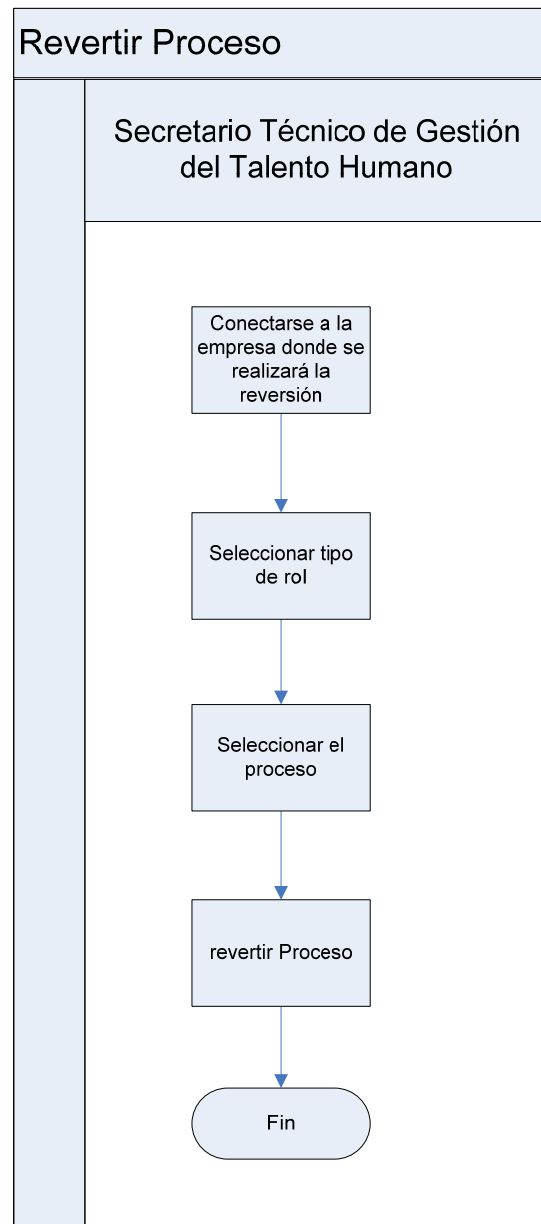 Revertir Proceso
Secretario Técnico de Gestión
del Talento Humano
Conectarse a la
empresa donde se
realizará la
reversión
Seleccionar tipo
de rol
Seleccionar el
proceso
revertir Proceso
Fin